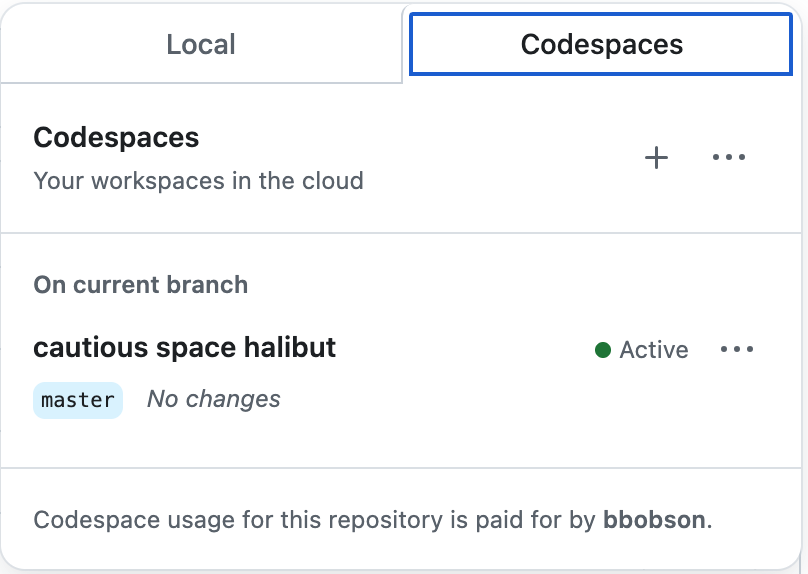 Local
Codespaces
Codespaces
Your workspaces in the cloud
On current branch
cautious space halibut
Active
master
No changes
Codespace usage for this repository is paid for by bbobson.